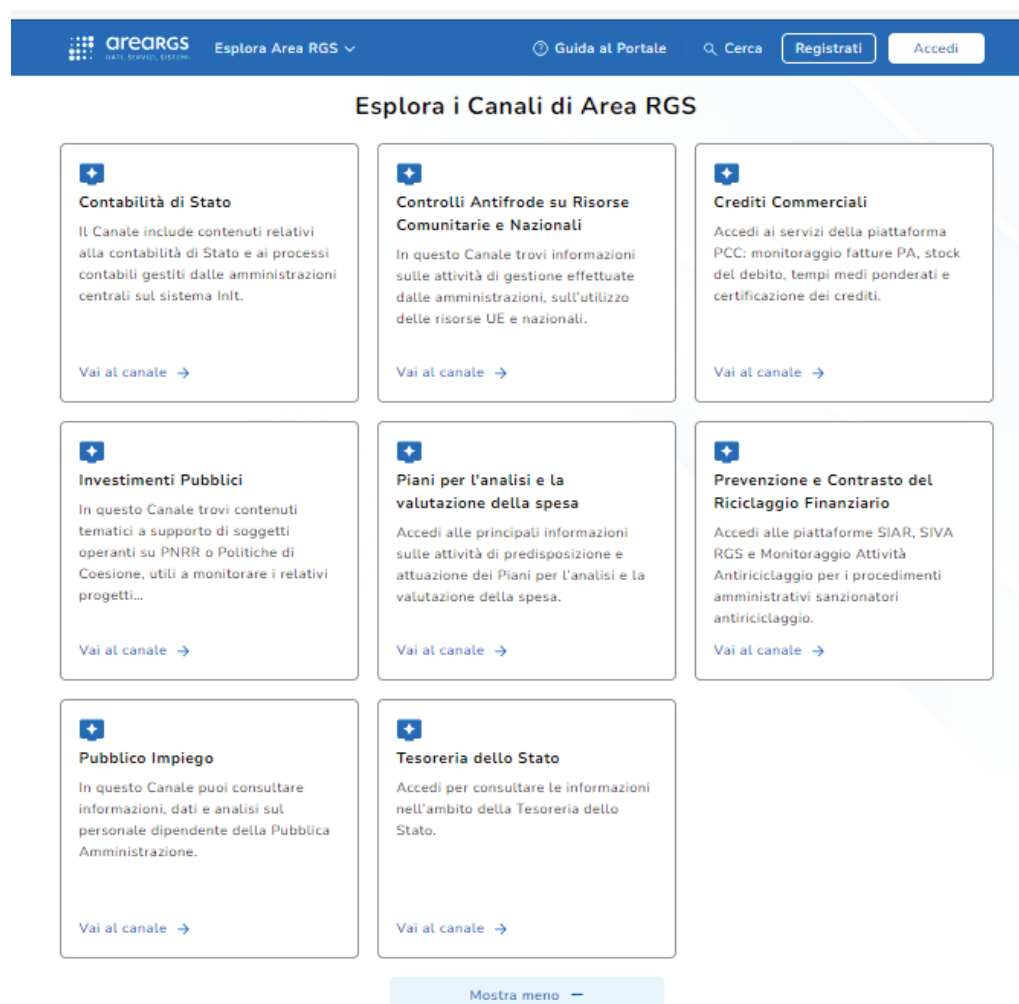 areaRGS
DATI, SERVIZI, SISTEMI
Esplora Area RGS
Guida al Portale
Cerca
Registrati
Accedi
Esplora i Canali di Area RGS
Contabilità di Stato
Il Canale include contenuti relativi
alla contabilità di Stato e ai processi
contabili gestiti dalle amministrazioni
centrali sul sistema InIt.
Vai al canale
Controlli Antifrode su Risorse
Comunitarie e Nazionali
In questo Canale trovi informazioni
sulle attività di gestione effettuate
dalle amministrazioni, sull'utilizzo
delle risorse UE e nazionali.
Vai al canale
Crediti Commerciali
Accedi ai servizi della piattaforma
PCC: monitoraggio fatture PA, stock
del debito, tempi medi ponderati e
certificazione dei crediti.
Vai al canale
Investimenti Pubblici
In questo Canale trovi contenuti
tematici a supporto di soggetti
operanti su PNRR o Politiche di
Coesione, utili a monitorare i relativi
progetti...
Vai al canale
Piani per l'analisi e la
valutazione della spesa
Accedi alle principali informazioni
sulle attività di predisposizione e
attuazione dei Piani per l'analisi e la
valutazione della spesa.
Vai al canale
Prevenzione e Contrasto del
Riciclaggio Finanziario
Accedi alle piattaforme SIAR, SIVA
RGS e Monitoraggio Attività
Antiriciclaggio per i procedimenti
amministrativi sanzionatori
antiriciclaggio.
Vai al canale
Pubblico Impiego
In questo Canale puoi consultare
informazioni, dati e analisi sul
personale dipendente della Pubblica
Amministrazione.
Vai al canale
Tesoreria dello Stato
Accedi per consultare le informazioni
nell'ambito della Tesoreria dello
Stato.
Vai al canale
Mostra meno